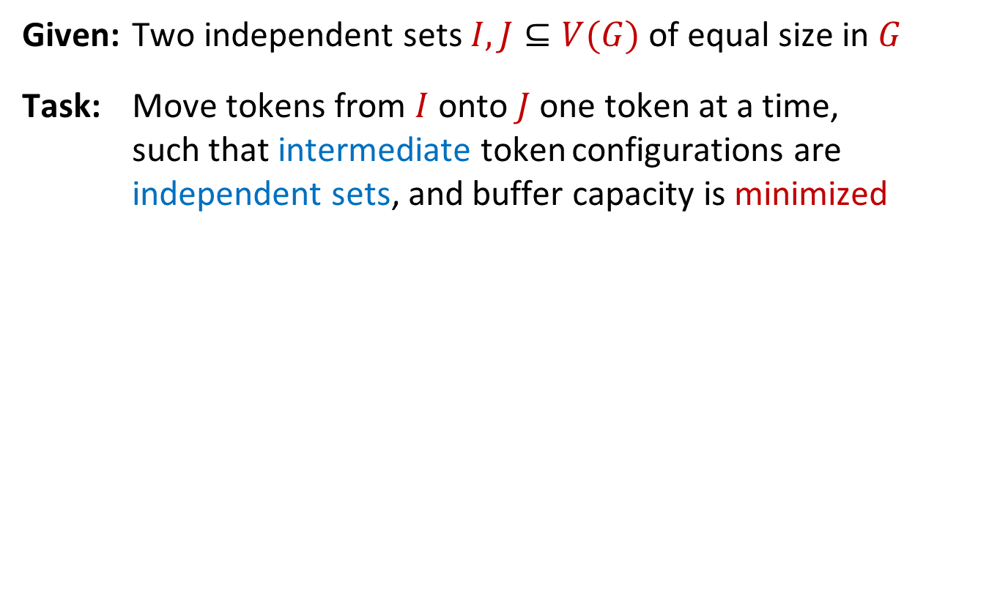 Given: Two independent sets I, J ⊆ V(G) of equal size in G
Task: Move tokens from I onto J one token at a time,
such that intermediate token configurations are
independent sets, and buffer capacity is minimized